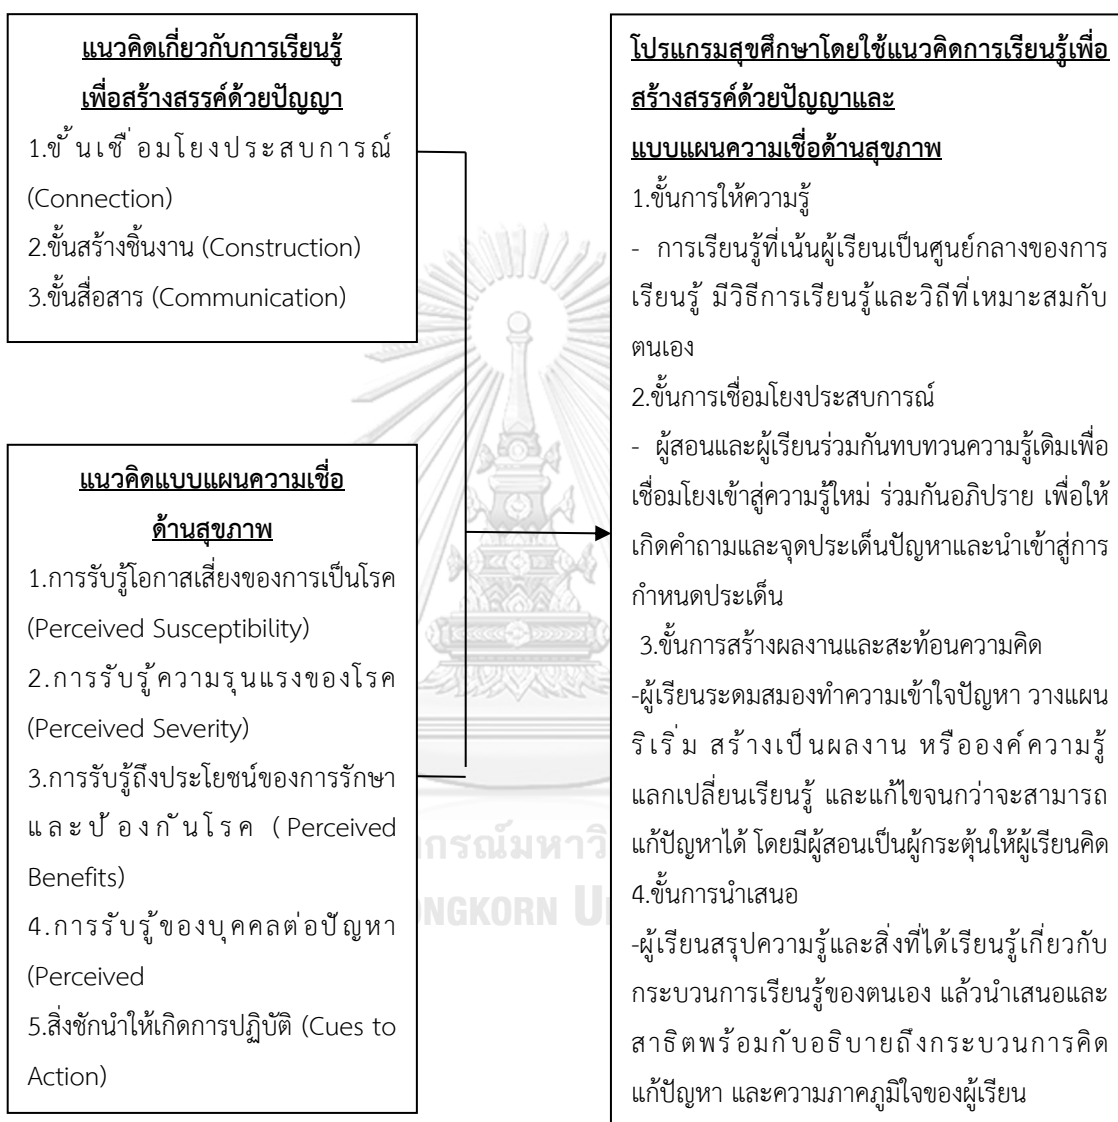 แนวคิดเกี่ยวกับการเรียนรู้
เพื่อสร้างสรรค์ด้วยปัญญา
1.ขั้นเชื่อมโยงประสบการณ์
(Connection)
2.ขั้นสร้างชิ้นงาน (Construction)
3.ขั้นสื่อสาร (Communication)
แนวคิดแบบแผนความเชื่อ
ด้านสุขภาพ
1.การรับรู้โอกาสเสี่ยงของการเป็นโรค
(Perceived Susceptibility)
2.การรับรู้ความรุนแรงของโรค
(Perceived Severity)
3.การรับรู้ถึงประโยชน์ของการรักษา
และป้องกันโรค (Perceived
Benefits)
4.การรับรู้ของบุคคลต่อปัญหา
(Perceived
5.สิ่งชักนำให้เกิดการปฏิบัติ (Cues to
Action)
โปรแกรมสุขศึกษาโดยใช้แนวคิดการเรียนรู้เพื่อ
สร้างสรรค์ด้วยปัญญาและ
แบบแผนความเชื่อด้านสุขภาพ
1.ขั้นการให้ความรู้
- การเรียนรู้ที่เน้นผู้เรียนเป็นศูนย์กลางของการ
เรียนรู้ มีวิธีการเรียนรู้และวิถีที่เหมาะสมกับ
ตนเอง
2.ขั้นการเชื่อมโยงประสบการณ์
- ผู้สอนและผู้เรียนร่วมกันทบทวนความรู้เดิมเพื่อ
เชื่อมโยงเข้าสู่ความรู้ใหม่ ร่วมกันอภิปราย เพื่อให้
เกิดคำถามและจุดประเด็นปัญหาและนำเข้าสู่การ
กำหนดประเด็น
3.ขั้นการสร้างผลงานและสะท้อนความคิด
-ผู้เรียนระดมสมองทำความเข้าใจปัญหา วางแผน
ริเริ่ม สร้างเป็นผลงาน หรือองค์ความรู้
แลกเปลี่ยนเรียนรู้ และแก้ไขจนกว่าจะสามารถ
แก้ปัญหาได้ โดยมีผู้สอนเป็นผู้กระตุ้นให้ผู้เรียนคิด
4.ขั้นการนำเสนอ
-ผู้เรียนสรุปความรู้และสิ่งที่ได้เรียนรู้เกี่ยวกับ
กระบวนการเรียนรู้ของตนเอง แล้วนำเสนอและ
สาธิตพร้อมกับอธิบายถึงกระบวนการคิด
แก้ปัญหา และความภาคภูมิใจของผู้เรียน
กรณ์มหาวิ
NGKORN U